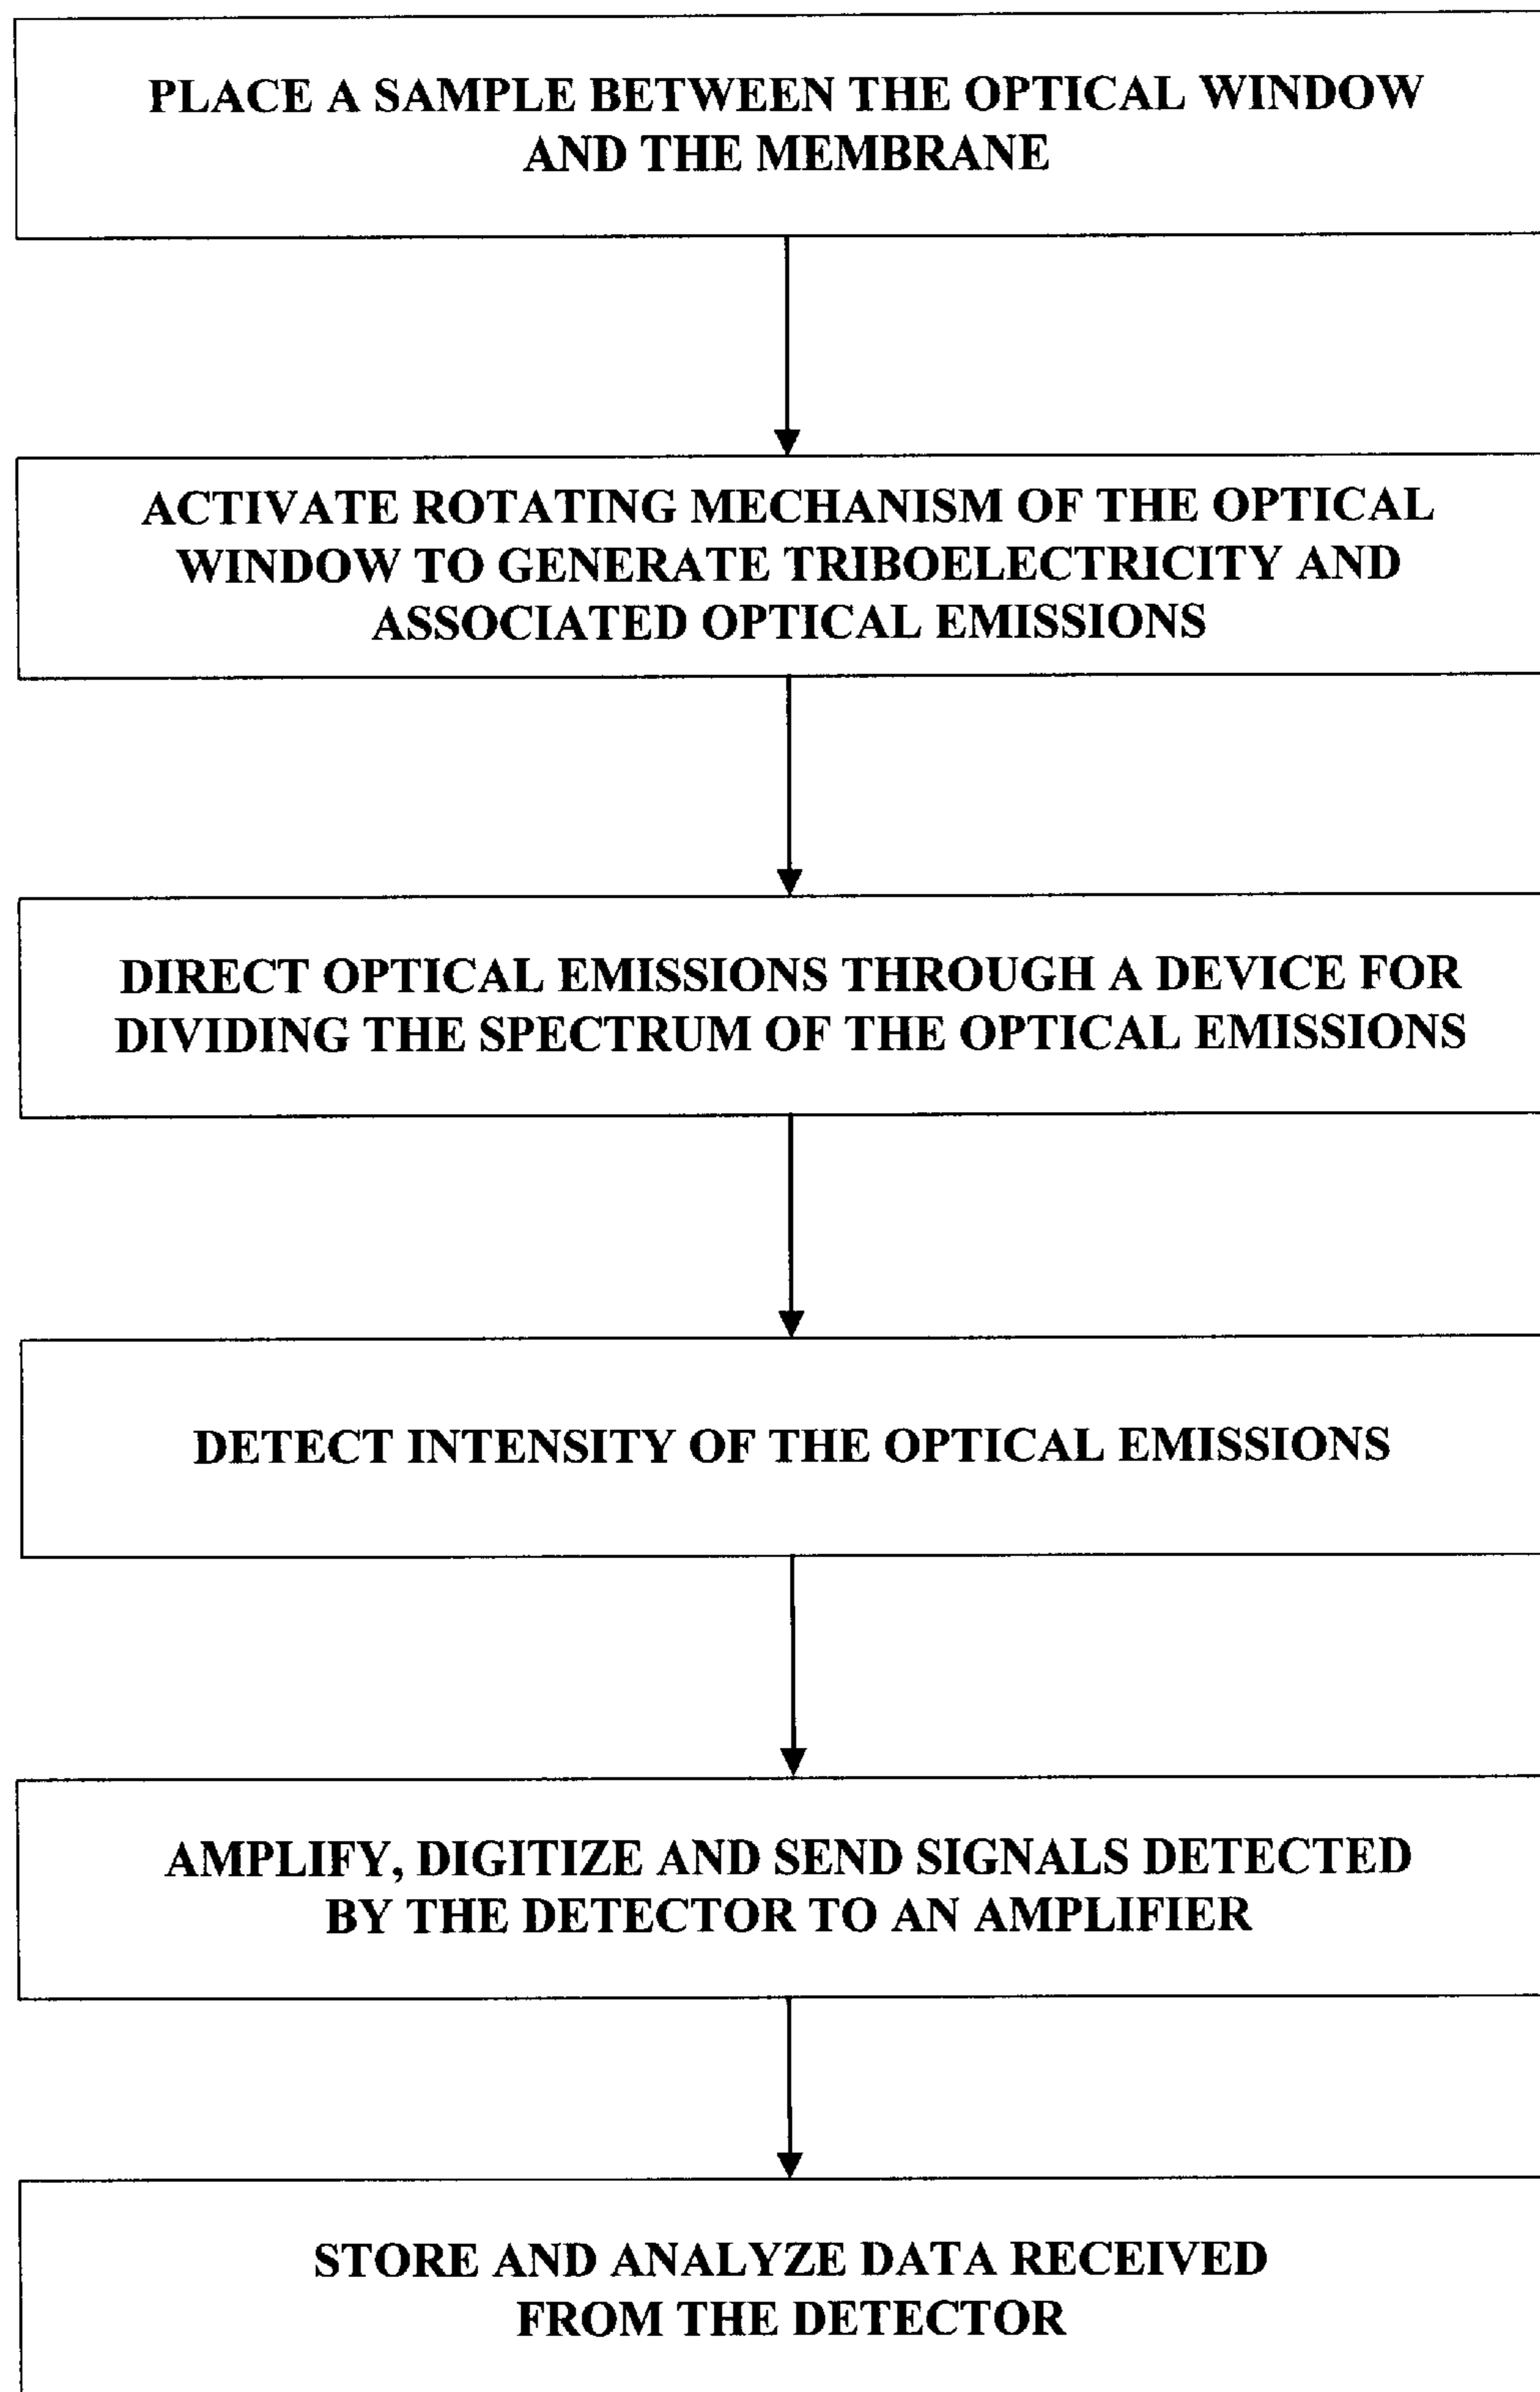 PLACE A SAMPLE BETWEEN THE OPTICAL WINDOW
AND THE MEMBRANE
ACTIVATE ROTATING MECHANISM OF THE OPTICAL
WINDOW TO GENERATE TRIBOELECTRICITY AND
ASSOCIATED OPTICAL EMISSIONS
DIRECT OPTICAL EMISSIONS THROUGH A DEVICE FOR
DIVIDING THE SPECTRUM OF THE OPTICAL EMISSIONS
DETECT INTENSITY OF THE OPTICAL EMISSIONS
AMPLIFY, DIGITIZE AND SEND SIGNALS DETECTED
BY THE DETECTOR TO AN AMPLIFIER
STORE AND ANALYZE DATA RECEIVED
FROM THE DETECTOR